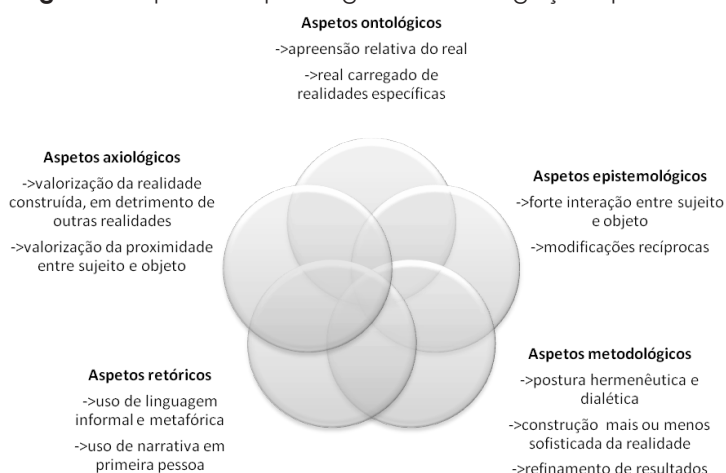 Aspetos ontológicos
->apreensão relativa do real
->real carregado de
realidades específicas
Aspetos axiológicos
->valorização da realidade
construída, em detrimento de
outras realidades
->valorização da proximidade
entre sujeito e objeto
Aspetos epistemológicos
->forte interação entre sujeito
e objeto
->modificações recíprocas
Aspetos retóricos
->uso de linguagem
informal e metafórica
->uso de narrativa em
primeira pessoa
Aspetos metodológicos
->postura hermenêutica e
dialética
->construção mais ou menos
sofisticada da realidade
->refinamento de resultados